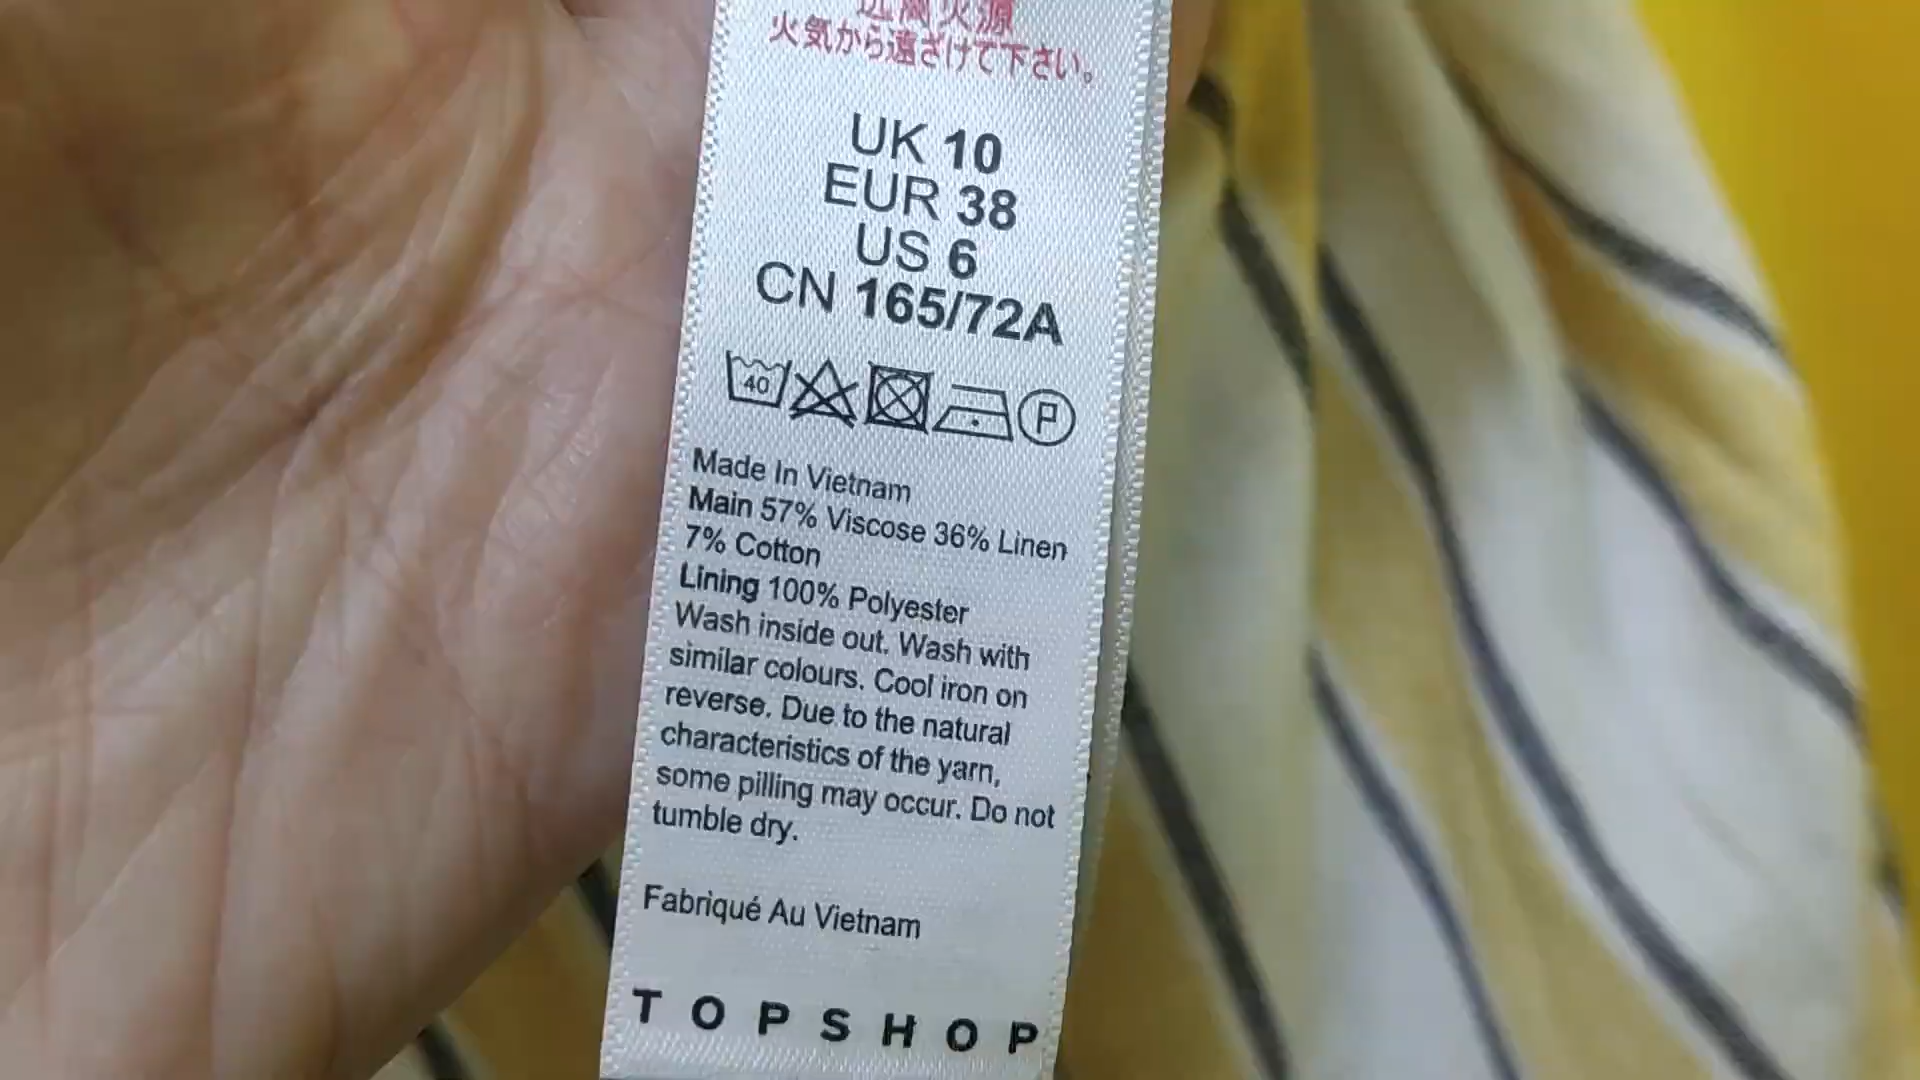 火気から遠ざけて下さい。
UK 10
EUR 38
US 6
CN 165/72A
40 P
Made In Vietnam
Main 57% Viscose 36% Linen
7% Cotton
Lining 100% Polyester
Wash inside out. Wash with
similar colours. Cool iron on
reverse. Due to the natural
characteristics of the yarn,
some pilling may occur. Do not
tumble dry.
Fabriqué Au Vietnam
TOPSHOP